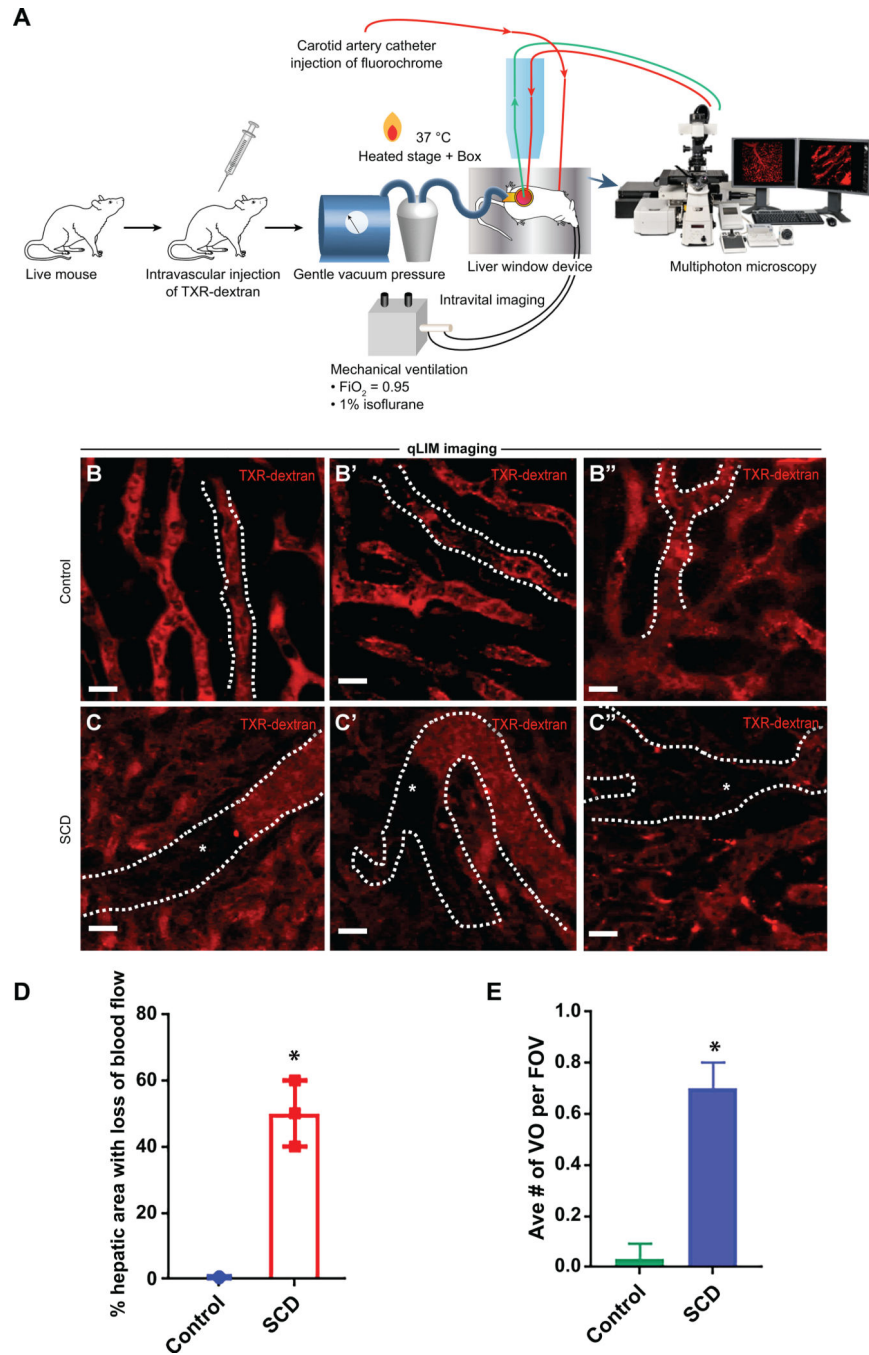 A
Carotid artery catheter
injection of fluorochrome
37 °C
Heated stage + Box
Live mouse
Intravascular injection
of TXR-dextran
Gentle vacuum pressure
Liver window device
Multiphoton microscopy
Intravital imaging
Mechanical ventilation
• FiO2 = 0.95
• 1% isoflurane
qLIM imaging
Control
B
TXR-dextran
B'
TXR-dextran
B"
TXR-dextran
SCD
C
TXR-dextran
*
C'
TXR-dextran
*
C"
TXR-dextran
*
D
% hepatic area with loss of blood flow
80
60
40
20
0
*
Control
SCD
E
Ave # of VO per FOV
1.0
0.8
0.6
0.4
0.2
0.0
*
Control
SCD